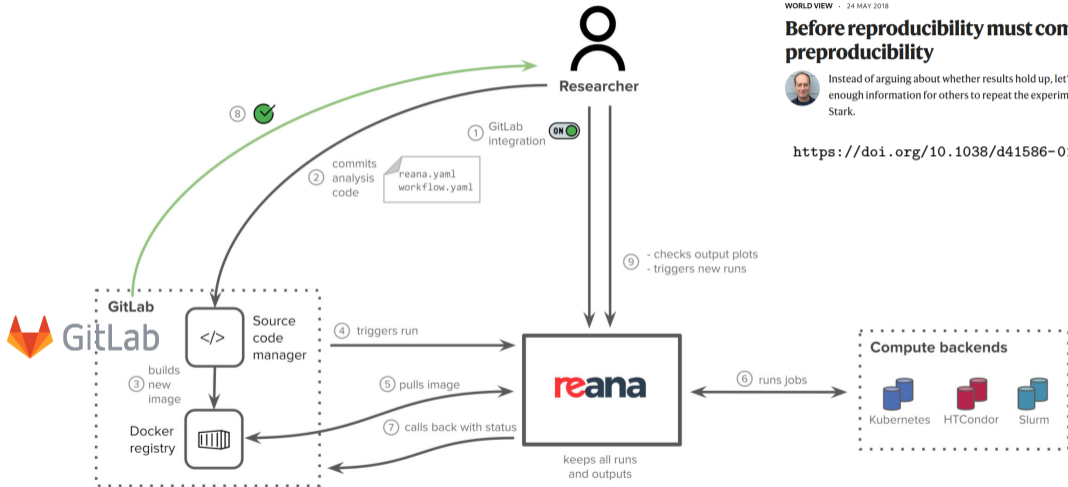 WORLD VIEW · 24 MAY 2018
Before reproducibility must com
preproducibility
Instead of arguing about whether results hold up, let'
enough information for others to repeat the experim
Stark.
https://doi.org/10.1038/d41586-01
Researcher
8
1 GitLab
integration
ON
2 commits
analysis
code
reana.yaml
workflow.yaml
9 - checks output plots
- triggers new runs
GitLab
GitLab
</>
Source
code
manager
3 builds
new
image
Docker
registry
4 triggers run
5 pulls image
7 calls back with status
reana
keeps all runs
and outputs
6 runs jobs
Compute backends
Kubernetes
HTCondor
Slurm